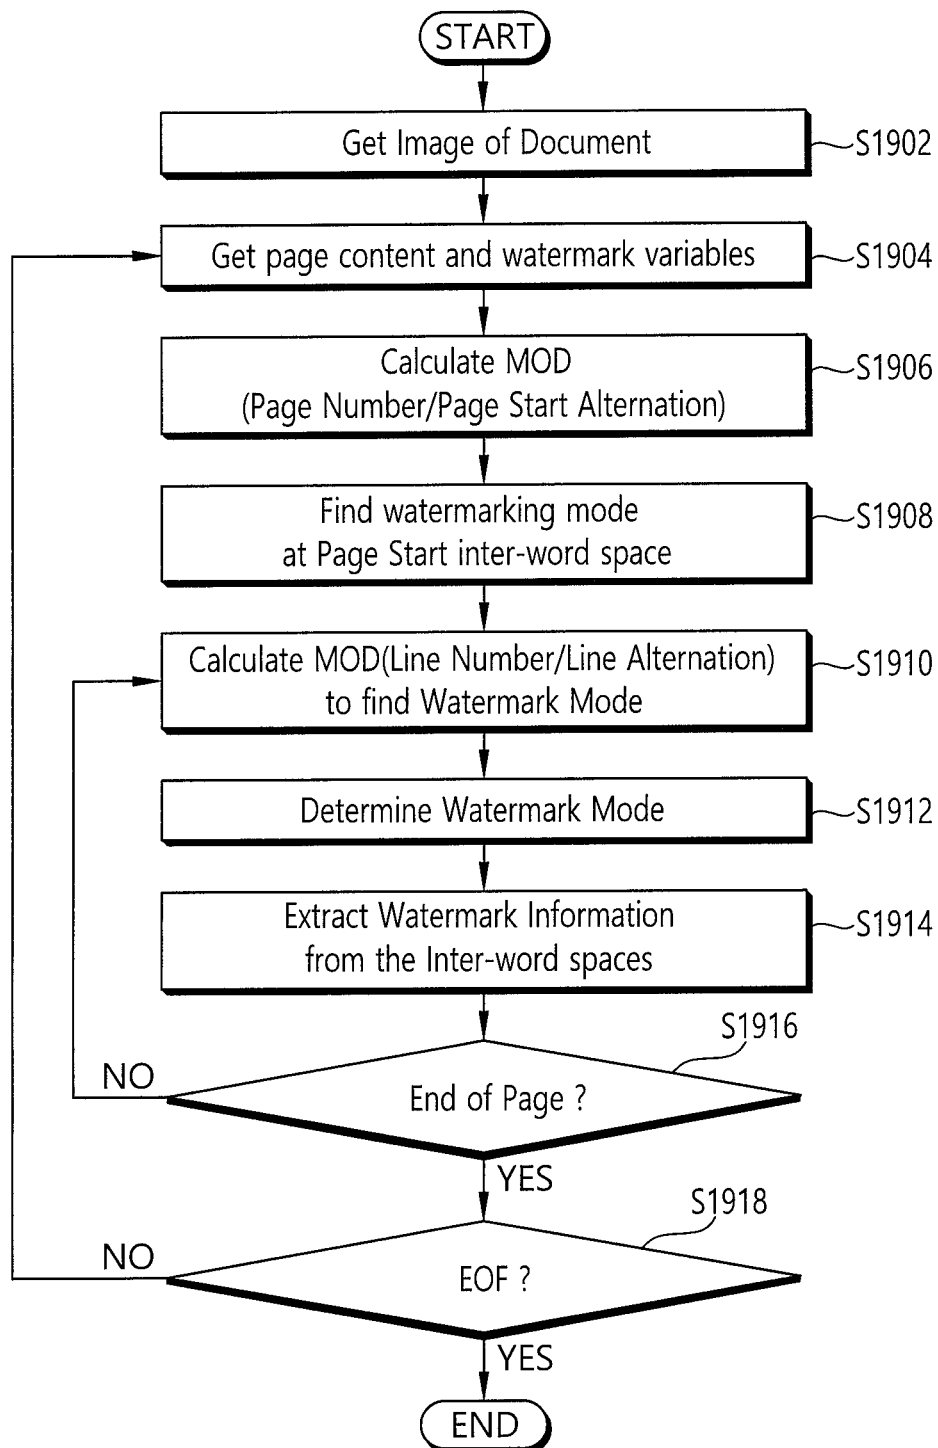 START
Get Image of Document
S1902
Get page content and watermark variables
S1904
Calculate MOD
(Page Number/Page Start Alternation)
S1906
Find watermarking mode
at Page Start inter-word space
S1908
Calculate MOD(Line Number/Line Alternation)
to find Watermark Mode
S1910
Determine Watermark Mode
S1912
Extract Watermark Information
from the Inter-word spaces
S1914
S1916
NO
End of Page ?
YES
S1918
NO
EOF ?
YES
END